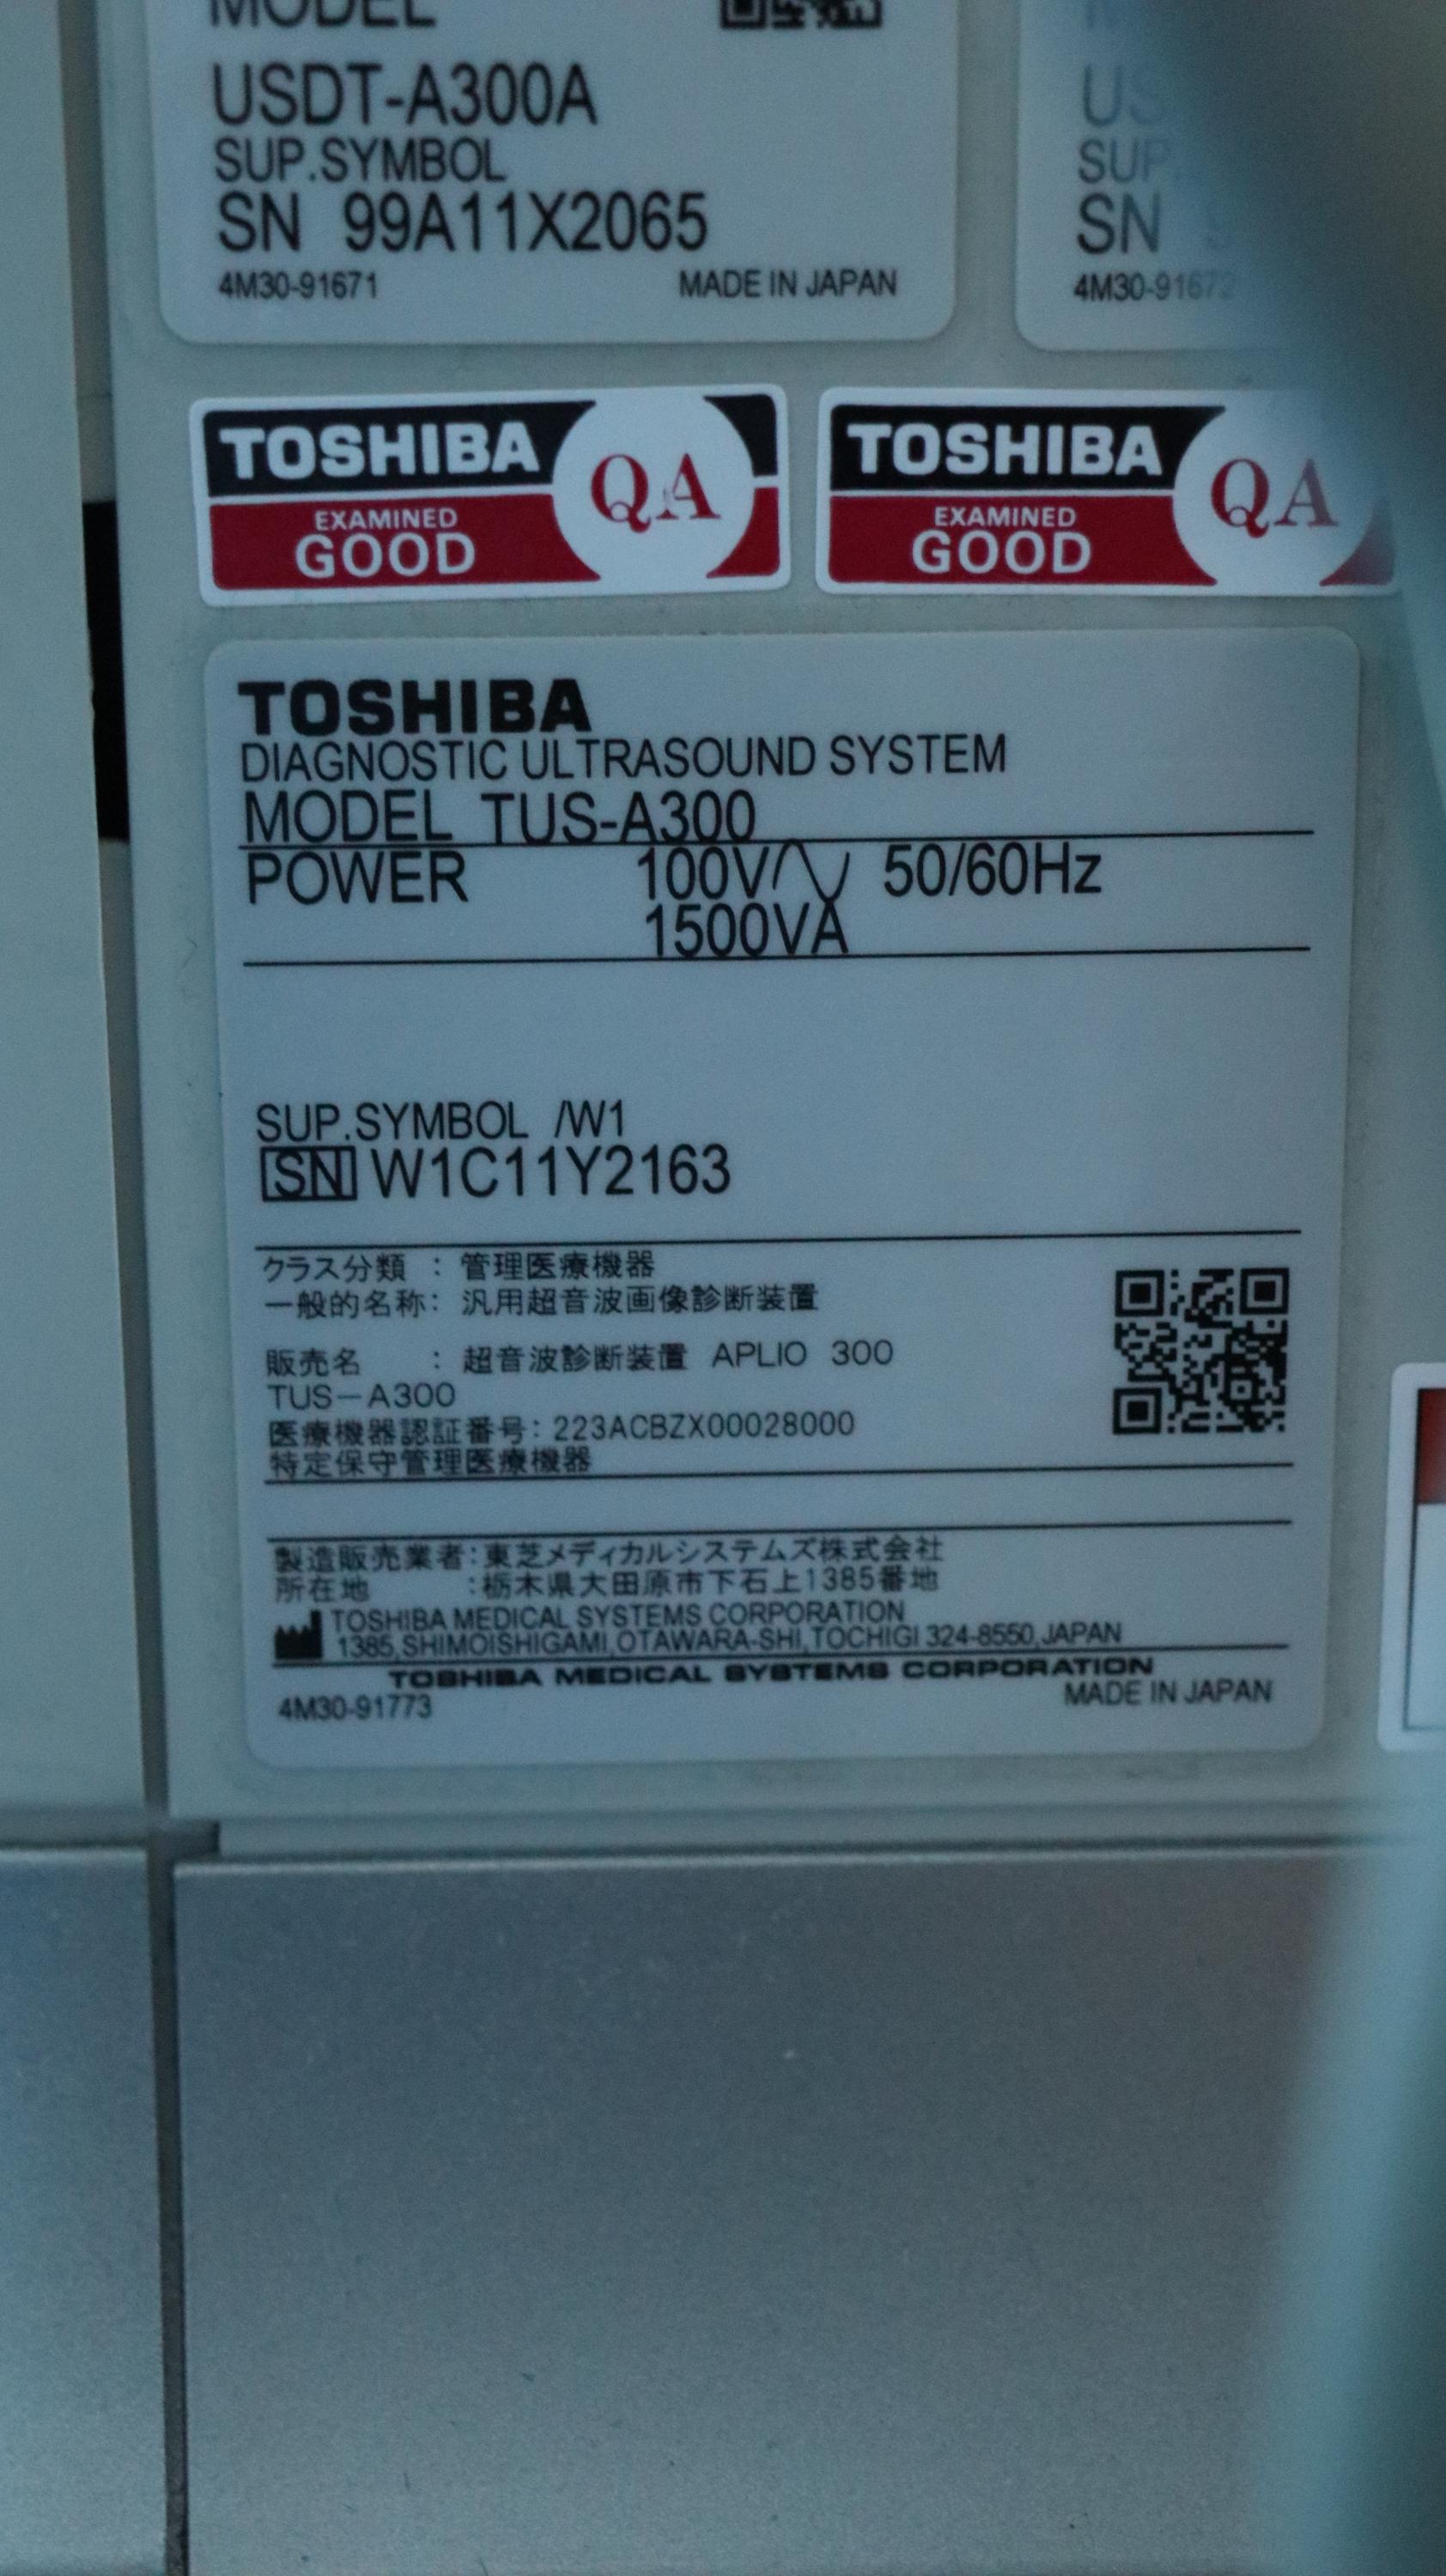 MODEL
USDT-A300A
SUP.SYMBOL
SN 99A11X2065
4M30-91671 MADE IN JAPAN
US
SUP.
SN
4M30-91672
TOSHIBA
EXAMINED
GOOD
QA
TOSHIBA
EXAMINED
GOOD
QA
TOSHIBA
DIAGNOSTIC ULTRASOUND SYSTEM
MODEL TUS-A300
POWER 100V 50/60Hz
1500VA
SUP.SYMBOL /W1
SN W1C11Y2163
クラス分類 : 管理医療機器
一般的名称: 汎用超音波画像診断装置
販売名 : 超音波診断装置 APLIO 300
TUS-A300
医療機器認証番号: 223ACBZX00028000
特定保守管理医療機器
製造販売業者:東芝メディカルシステムズ株式会社
所在地 :栃木県大田原市下石上1385番地
TOSHIBA MEDICAL SYSTEMS CORPORATION
1385,SHIMOISHIGAMI,OTAWARA-SHI,TOCHIGI 324-8550,JAPAN
TOSHIBA MEDICAL SYSTEMS CORPORATION
4M30-91773 MADE IN JAPAN